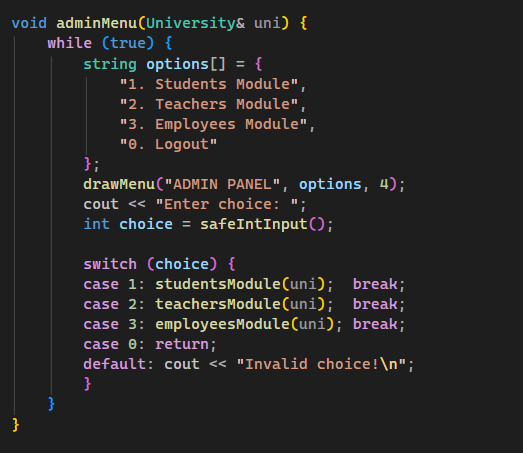 void adminMenu(University& uni) {
    while (true) {
        string options[] = {
            "1. Students Module",
            "2. Teachers Module",
            "3. Employees Module",
            "0. Logout"
        };
        drawMenu("ADMIN PANEL", options, 4);
        cout << "Enter choice: ";
        int choice = safeIntInput();

        switch (choice) {
        case 1: studentsModule(uni);  break;
        case 2: teachersModule(uni);  break;
        case 3: employeesModule(uni); break;
        case 0: return;
        default: cout << "Invalid choice!\n";
        }
    }
}